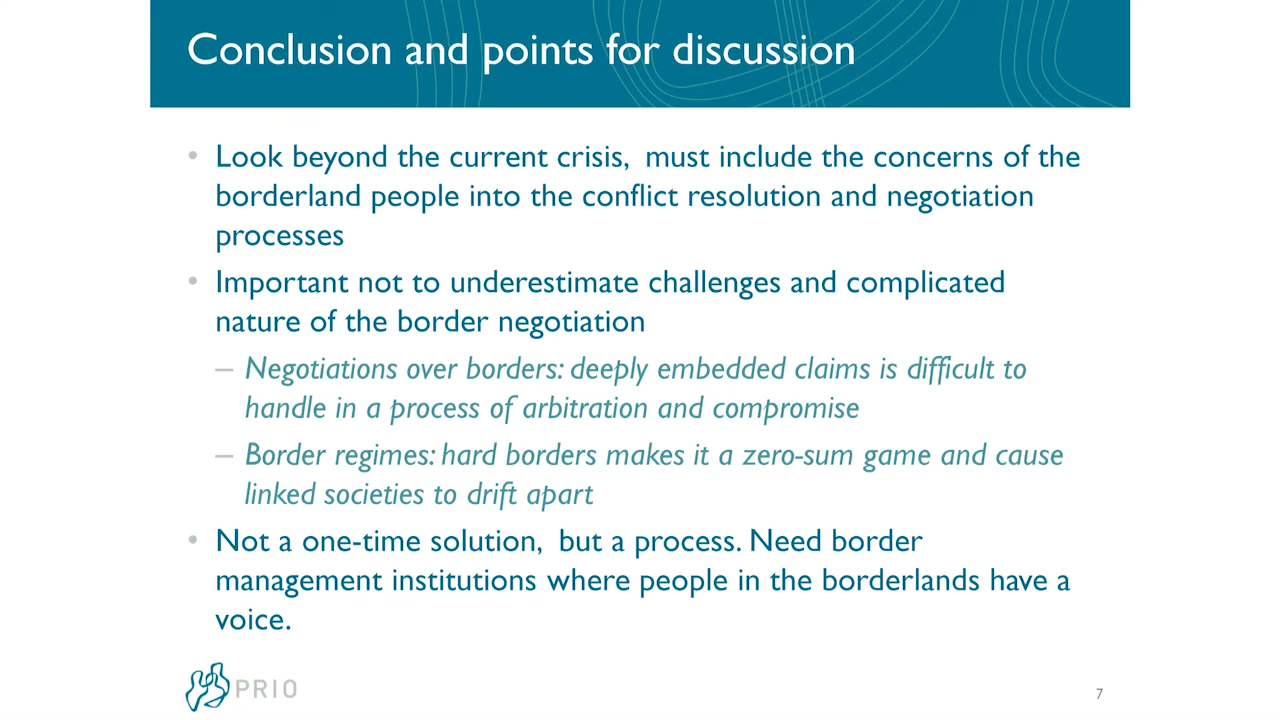 Conclusion and points for discussion
• Look beyond the current crisis,  must include the concerns of the
borderland people into the conflict resolution and negotiation
processes
• Important not to underestimate challenges and complicated
nature of the border negotiation
– Negotiations over borders: deeply embedded claims is difficult to
handle in a process of arbitration and compromise
– Border regimes: hard borders makes it a zero-sum game and cause
linked societies to drift apart
• Not a one-time solution,  but a process. Need border
management institutions where people in the borderlands have a
voice.
PRIO
7